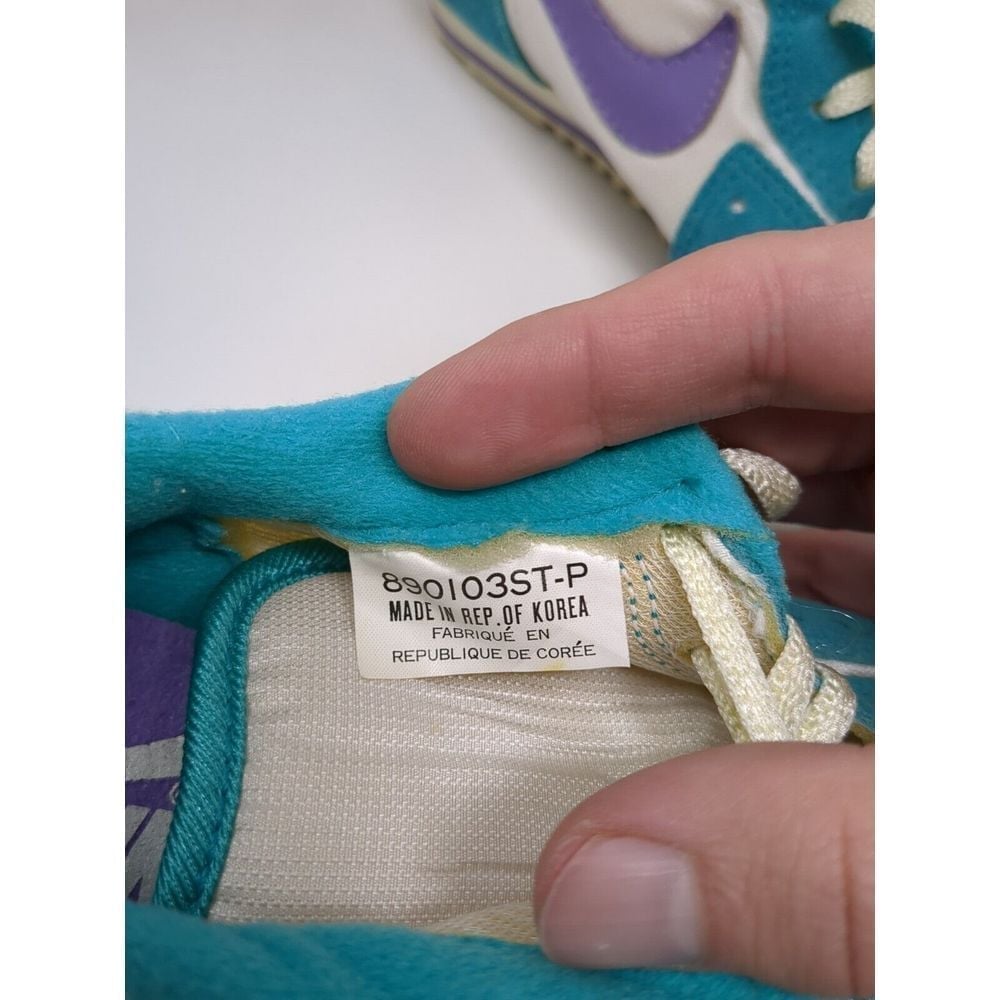 890103ST-P
MADE IN REP. OF KOREA
FABRIQUÉ EN
REPUBLIQUE DE CORÉE